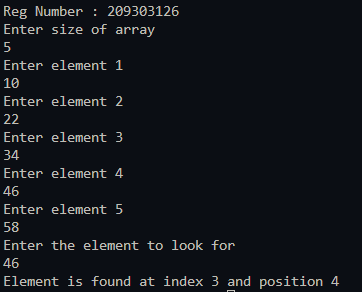 Reg Number : 209303126
Enter size of array
5
Enter element 1
10
Enter element 2
22
Enter element 3
34
Enter element 4
46
Enter element 5
58
Enter the element to look for
46
Element is found at index 3 and position 4